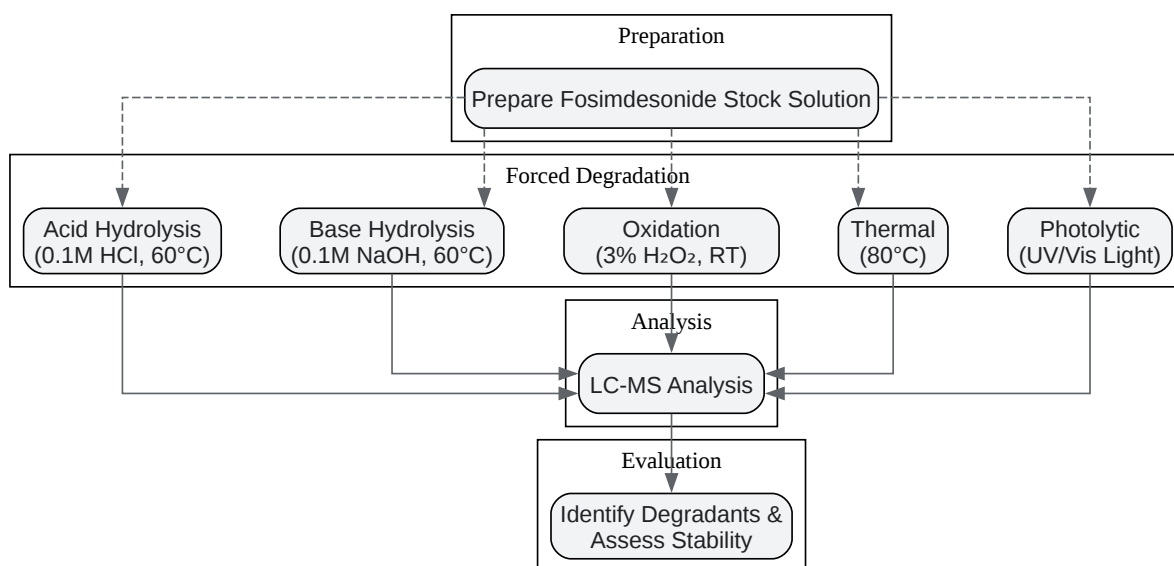 Preparation
Prepare Fosimdesonide Stock Solution
Forced Degradation
Acid Hydrolysis
(0.1M HCl, 60°C)
Base Hydrolysis
(0.1M NaOH, 60°C)
Oxidation
(3% H₂O₂, RT)
Thermal
(80°C)
Photolytic
(UV/Vis Light)
Analysis
LC-MS Analysis
Evaluation
Identify Degradants &
Assess Stability